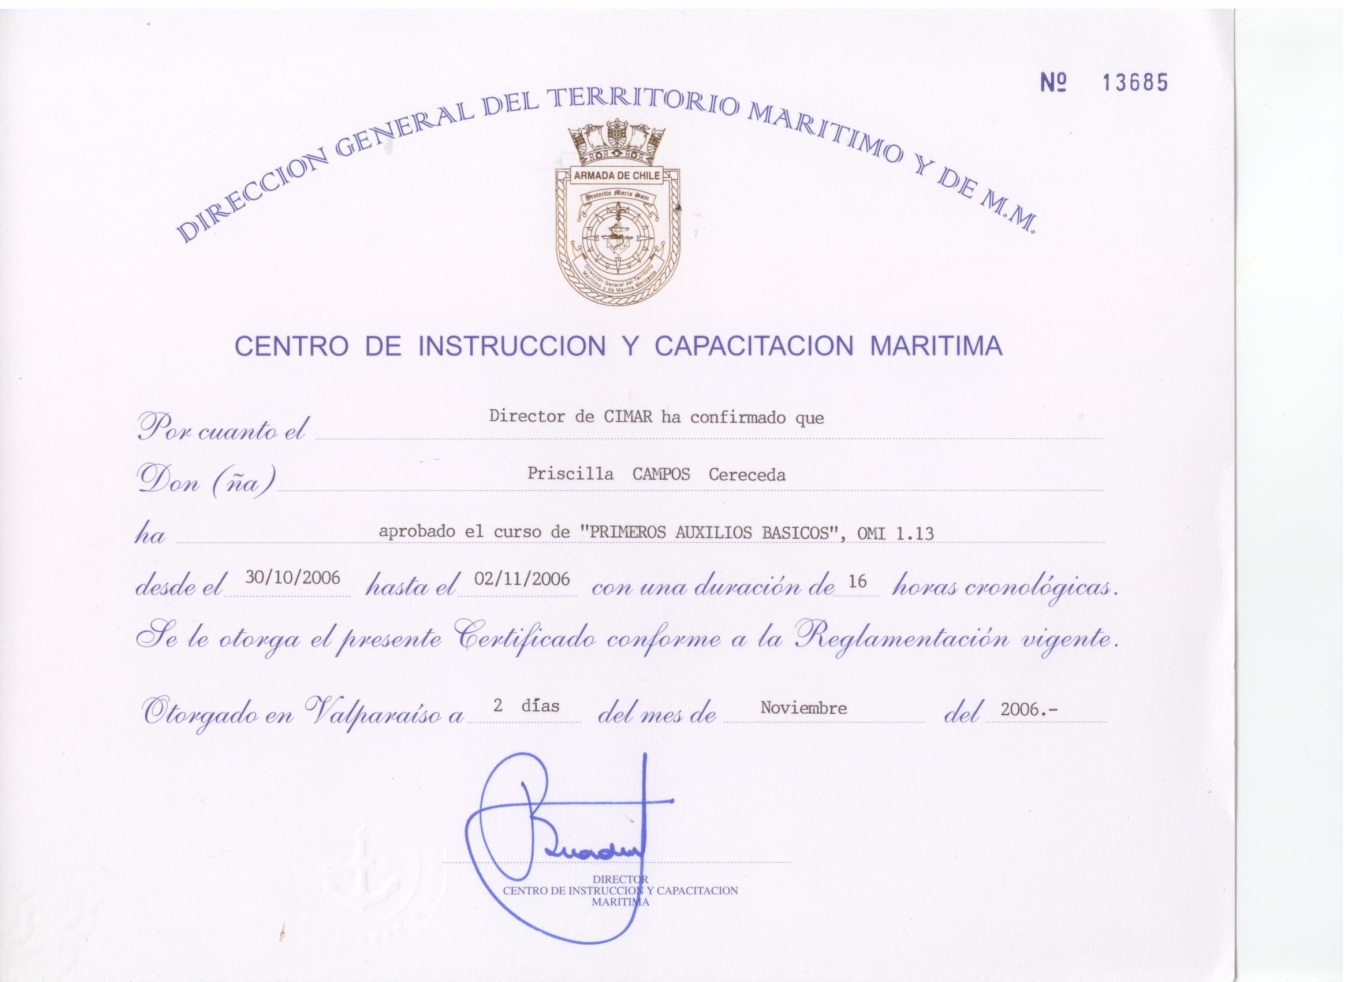 Nº 13685
DIRECCION GENERAL DEL TERRITORIO MARITIMO Y DE M.M.
ARMADA DE CHILE
CENTRO DE INSTRUCCION Y CAPACITACION MARITIMA
Por cuanto el Director de CIMAR ha confirmado que
Don (ña) Priscilla CAMPOS Cereceda
ha aprobado el curso de "PRIMEROS AUXILIOS BASICOS", OMI 1.13
desde el 30/10/2006 hasta el 02/11/2006 con una duración de 16 horas cronológicas.
Se le otorga el presente Certificado conforme a la Reglamentación vigente.
Otorgado en Valparaíso a 2 días del mes de Noviembre del 2006.-
DIRECTOR
CENTRO DE INSTRUCCION Y CAPACITACION
MARITIMA